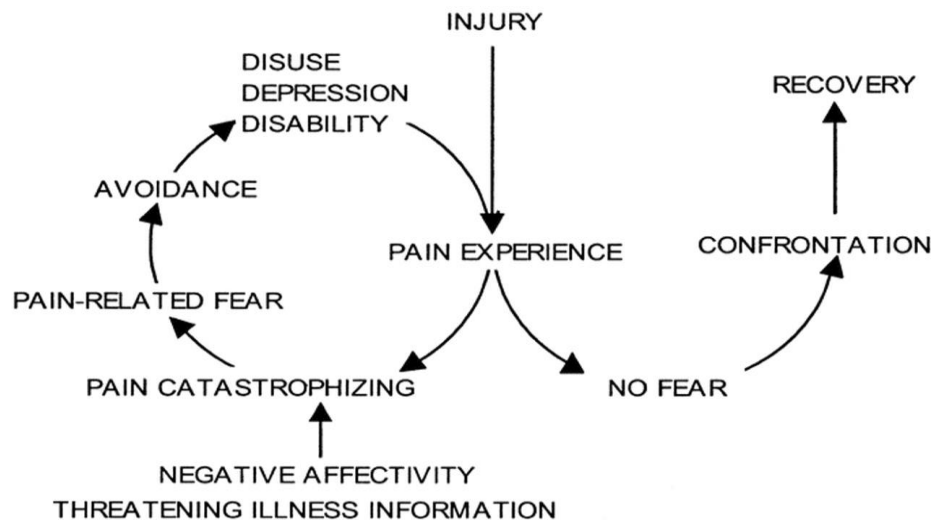 INJURY
DISUSE
DEPRESSION
DISABILITY
RECOVERY
AVOIDANCE
PAIN EXPERIENCE
CONFRONTATION
PAIN-RELATED FEAR
PAIN CATASTROPHIZING
NO FEAR
NEGATIVE AFFECTIVITY
THREATENING ILLNESS INFORMATION